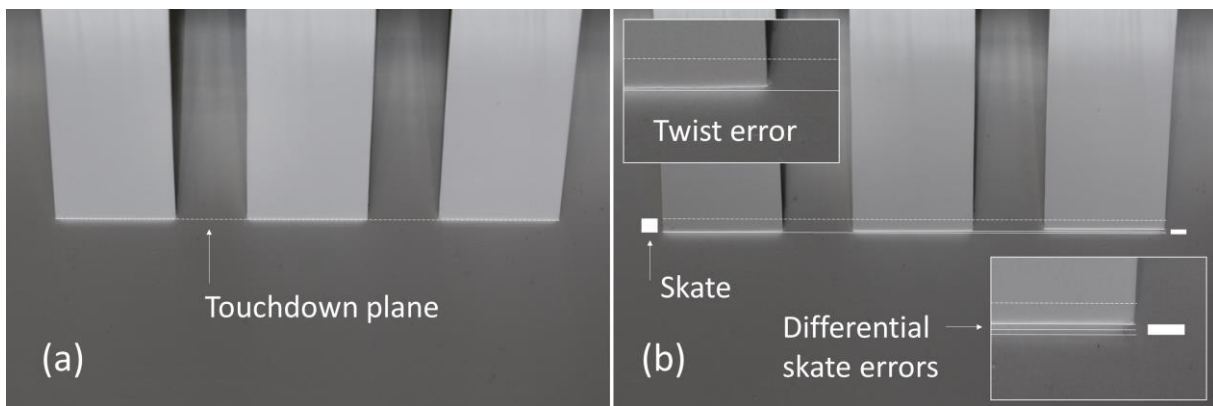 Touchdown plane
(a)
Twist error
Skate
Differential
skate errors
(b)